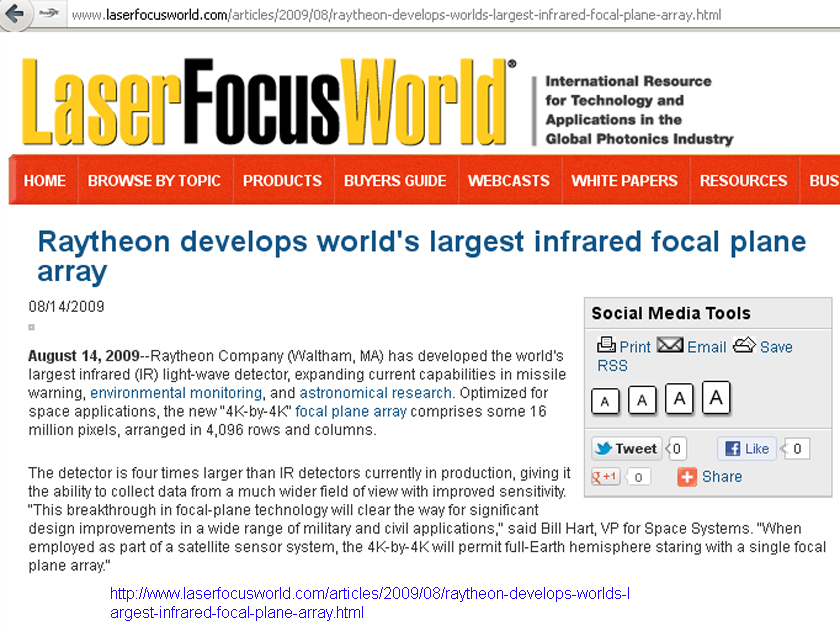 www.laserfocusworld.com/articles/2009/08/raytheon-develops-worlds-largest-infrared-focal-plane-array.html
LaserFocusWorld®
International Resource
for Technology and
Applications in the
Global Photonics Industry
HOME BROWSE BY TOPIC PRODUCTS BUYERS GUIDE WEBCASTS WHITE PAPERS RESOURCES BUS
Raytheon develops world's largest infrared focal plane
array
08/14/2009
August 14, 2009--Raytheon Company (Waltham, MA) has developed the world's
largest infrared (IR) light-wave detector, expanding current capabilities in missile
warning, environmental monitoring, and astronomical research. Optimized for
space applications, the new "4K-by-4K" focal plane array comprises some 16
million pixels, arranged in 4,096 rows and columns.
Social Media Tools
Print Email Save
RSS
A A A A
Tweet 0 Like 0
g +1 0 Share
The detector is four times larger than IR detectors currently in production, giving it
the ability to collect data from a much wider field of view with improved sensitivity.
"This breakthrough in focal-plane technology will clear the way for significant
design improvements in a wide range of military and civil applications," said Bill Hart, VP for Space Systems. "When
employed as part of a satellite sensor system, the 4K-by-4K will permit full-Earth hemisphere staring with a single focal
plane array."
http://www.laserfocusworld.com/articles/2009/08/raytheon-develops-worlds-l
argest-infrared-focal-plane-array.html